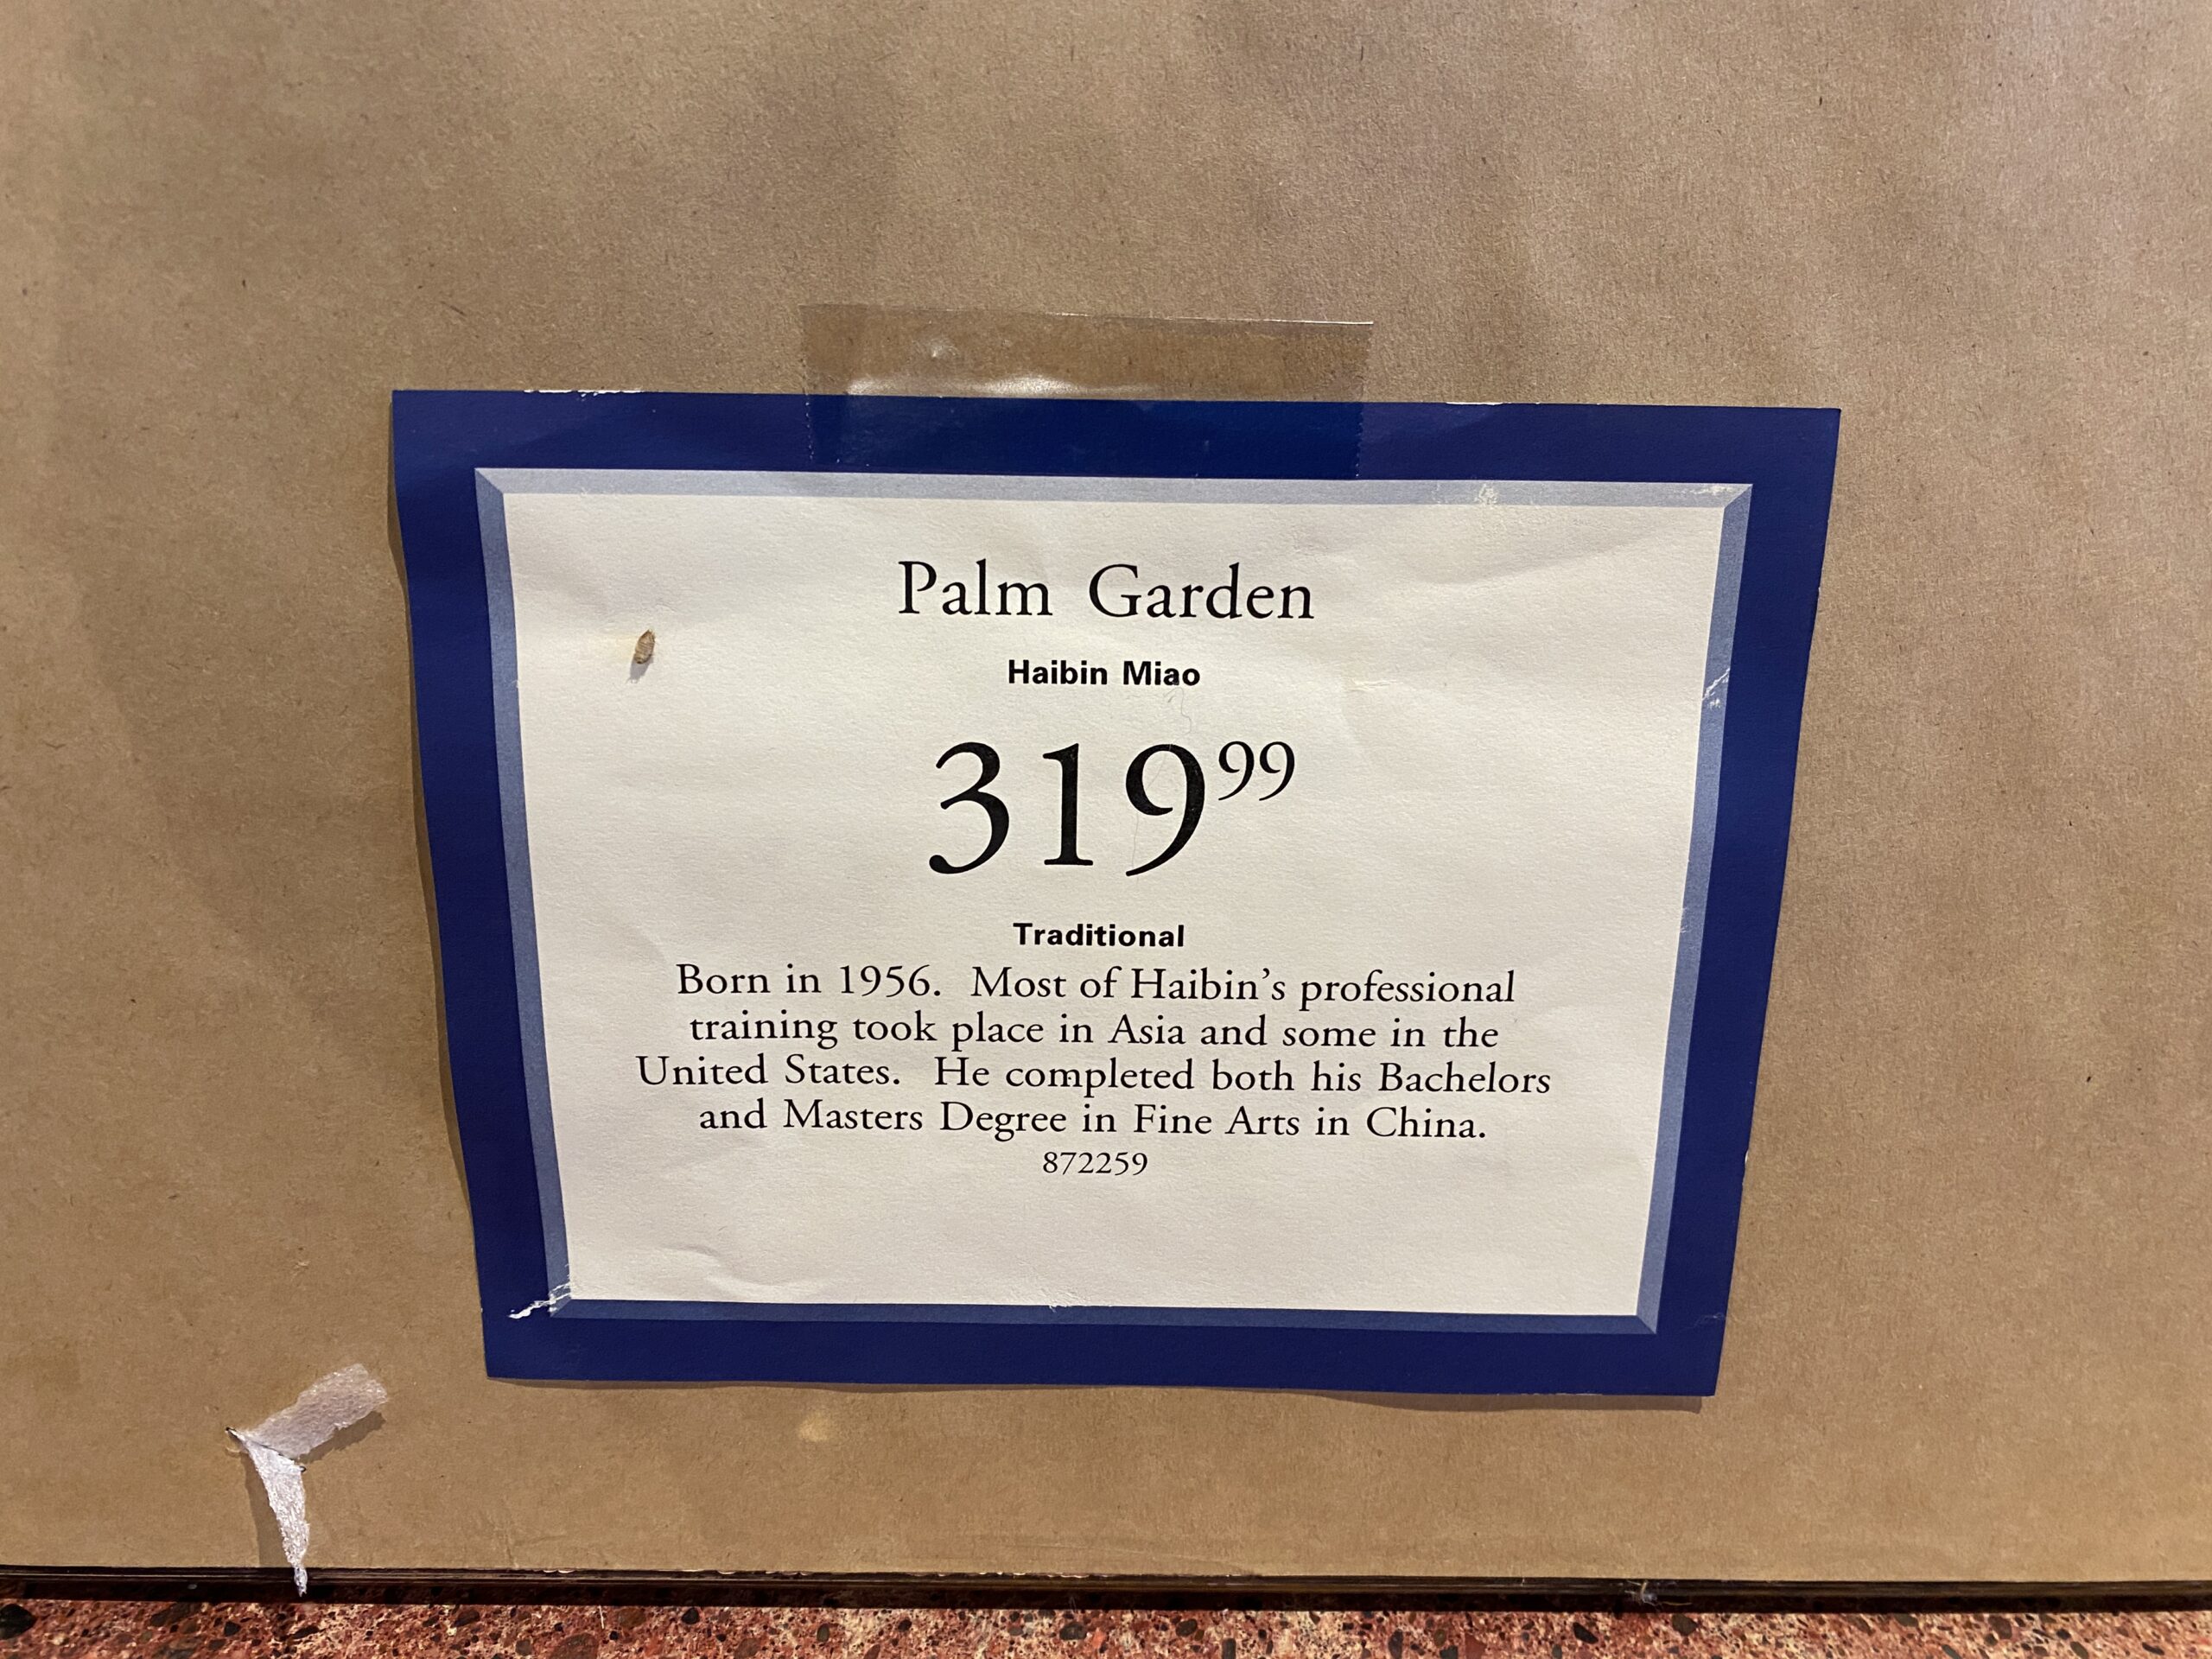 Palm Garden
Haibin Miao
319⁹⁹
Traditional
Born in 1956. Most of Haibin's professional
training took place in Asia and some in the
United States. He completed both his Bachelors
and Masters Degree in Fine Arts in China.
872259